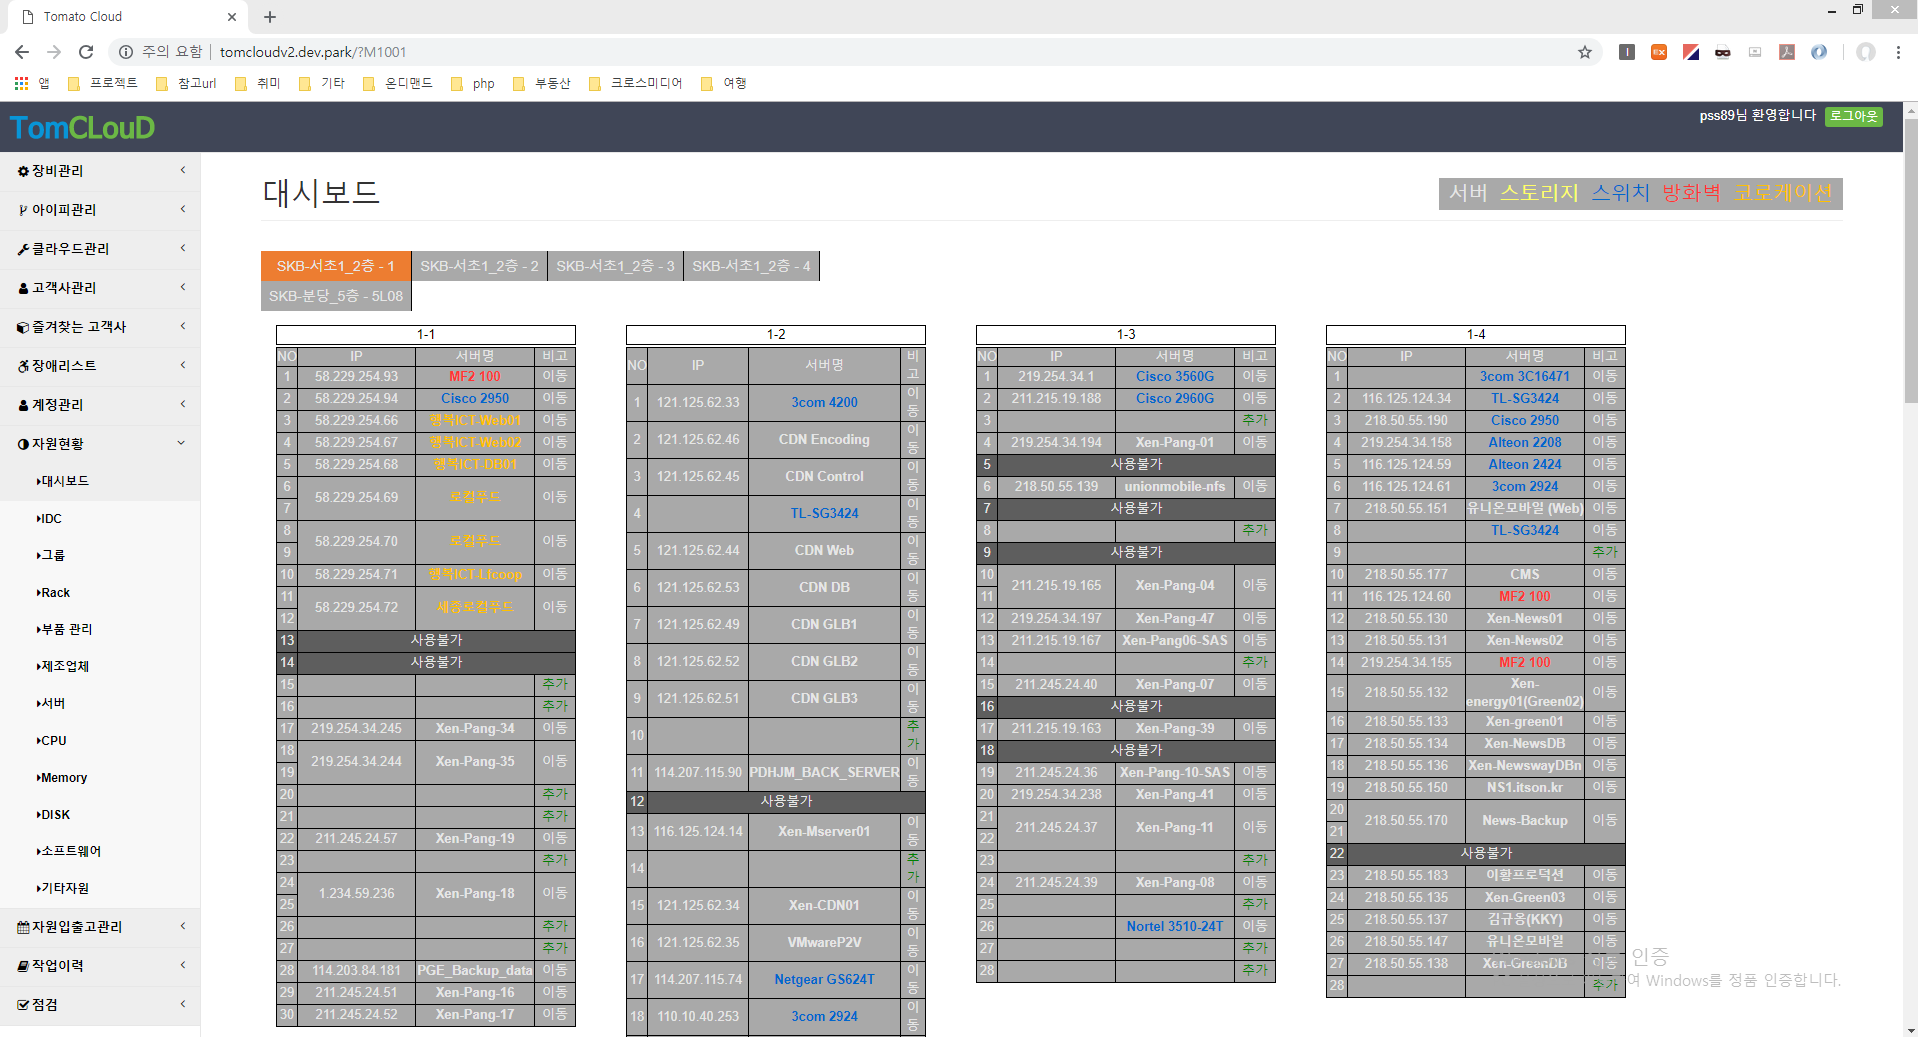 Tomato Cloud
주의 요함 tomcloudv2.dev.park/?M1001
앱 프로젝트 참고url 취미 기타 온디맨드 php 부동산 크로스미디어 여행
TomCLouD
pss89님 환영합니다 로그아웃
장비관리
아이피관리
클라우드관리
고객사관리
즐겨찾는 고객사
장애리스트
계정관리
자원현황
대시보드
IDC
그룹
Rack
부품 관리
제조업체
서버
CPU
Memory
DISK
소프트웨어
기타자원
자원입출고관리
작업이력
점검
대시보드
서버 스토리지 스위치 방화벽 코로케이션
SKB-서초1_2층 - 1 SKB-서초1_2층 - 2 SKB-서초1_2층 - 3 SKB-서초1_2층 - 4
SKB-분당_5층 - 5L08
1-1
NO IP 서버명 비고
1 58.229.254.93 MF2 100 이동
2 58.229.254.94 Cisco 2950 이동
3 58.229.254.66 행복ICT-Web01 이동
4 58.229.254.67 행복ICT-Web02 이동
5 58.229.254.68 행복ICT-DB01 이동
6
7 58.229.254.69 로컬푸드 이동
8
9 58.229.254.70 로컬푸드 이동
10 58.229.254.71 행복ICT-Lfcoop 이동
11
12 58.229.254.72 세종로컬푸드 이동
13 사용불가
14 사용불가
15 추가
16 추가
17 219.254.34.245 Xen-Pang-34 이동
18
19 219.254.34.244 Xen-Pang-35 이동
20 추가
21 추가
22 211.245.24.57 Xen-Pang-19 이동
23 추가
24
25 1.234.59.236 Xen-Pang-18 이동
26 추가
27 추가
28 114.203.84.181 PGE_Backup_data 이동
29 211.245.24.51 Xen-Pang-16 이동
30 211.245.24.52 Xen-Pang-17 이동
1-2
NO IP 서버명 비고
1 121.125.62.33 3com 4200 이동
2 121.125.62.46 CDN Encoding 이동
3 121.125.62.45 CDN Control 이동
4 TL-SG3424 이동
5 121.125.62.44 CDN Web 이동
6 121.125.62.53 CDN DB 이동
7 121.125.62.49 CDN GLB1 이동
8 121.125.62.52 CDN GLB2 이동
9 121.125.62.51 CDN GLB3 이동
10 추가
11 114.207.115.90 PDHJM_BACK_SERVER 이동
12 사용불가
13 116.125.124.14 Xen-Mserver01 이동
14 추가
15 121.125.62.34 Xen-CDN01 이동
16 121.125.62.35 VMwareP2V 이동
17 114.207.115.74 Netgear GS624T 이동
18 110.10.40.253 3com 2924 이동
1-3
NO IP 서버명 비고
1 219.254.34.1 Cisco 3560G 이동
2 211.215.19.188 Cisco 2960G 이동
3 추가
4 219.254.34.194 Xen-Pang-01 이동
5 사용불가
6 218.50.55.139 unionmobile-nfs 이동
7 사용불가
8 추가
9 사용불가
10
11 211.215.19.165 Xen-Pang-04 이동
12 219.254.34.197 Xen-Pang-47 이동
13 211.215.19.167 Xen-Pang06-SAS 이동
14 추가
15 211.245.24.40 Xen-Pang-07 이동
16 사용불가
17 211.215.19.163 Xen-Pang-39 이동
18 사용불가
19 211.245.24.36 Xen-Pang-10-SAS 이동
20 219.254.34.238 Xen-Pang-41 이동
21
22 211.245.24.37 Xen-Pang-11 이동
23 추가
24 211.245.24.39 Xen-Pang-08 이동
25 추가
26 Nortel 3510-24T 이동
27 추가
28 추가
1-4
NO IP 서버명 비고
1 3com 3C16471 이동
2 116.125.124.34 TL-SG3424 이동
3 218.50.55.190 Cisco 2950 이동
4 219.254.34.158 Alteon 2208 이동
5 116.125.124.59 Alteon 2424 이동
6 116.125.124.61 3com 2924 이동
7 218.50.55.151 유니온모바일 (Web) 이동
8 TL-SG3424 이동
9 추가
10 218.50.55.177 CMS 이동
11 116.125.124.60 MF2 100 이동
12 218.50.55.130 Xen-News01 이동
13 218.50.55.131 Xen-News02 이동
14 219.254.34.155 MF2 100 이동
15 218.50.55.132 Xen-energy01(Green02) 이동
16 218.50.55.133 Xen-green01 이동
17 218.50.55.134 Xen-NewsDB 이동
18 218.50.55.136 Xen-NewswayDBn 이동
19 218.50.55.150 NS1.itson.kr 이동
20
21 218.50.55.170 News-Backup 이동
22 사용불가
23 218.50.55.183 이황프로덕션 이동
24 218.50.55.135 Xen-Green03 이동
25 218.50.55.137 김규웅(KKY) 이동
26 218.50.55.147 유니온모바일 이동
27 218.50.55.138 Xen-GreenDB 이동
28 추가
인증
여 Windows를 정품 인증합니다.